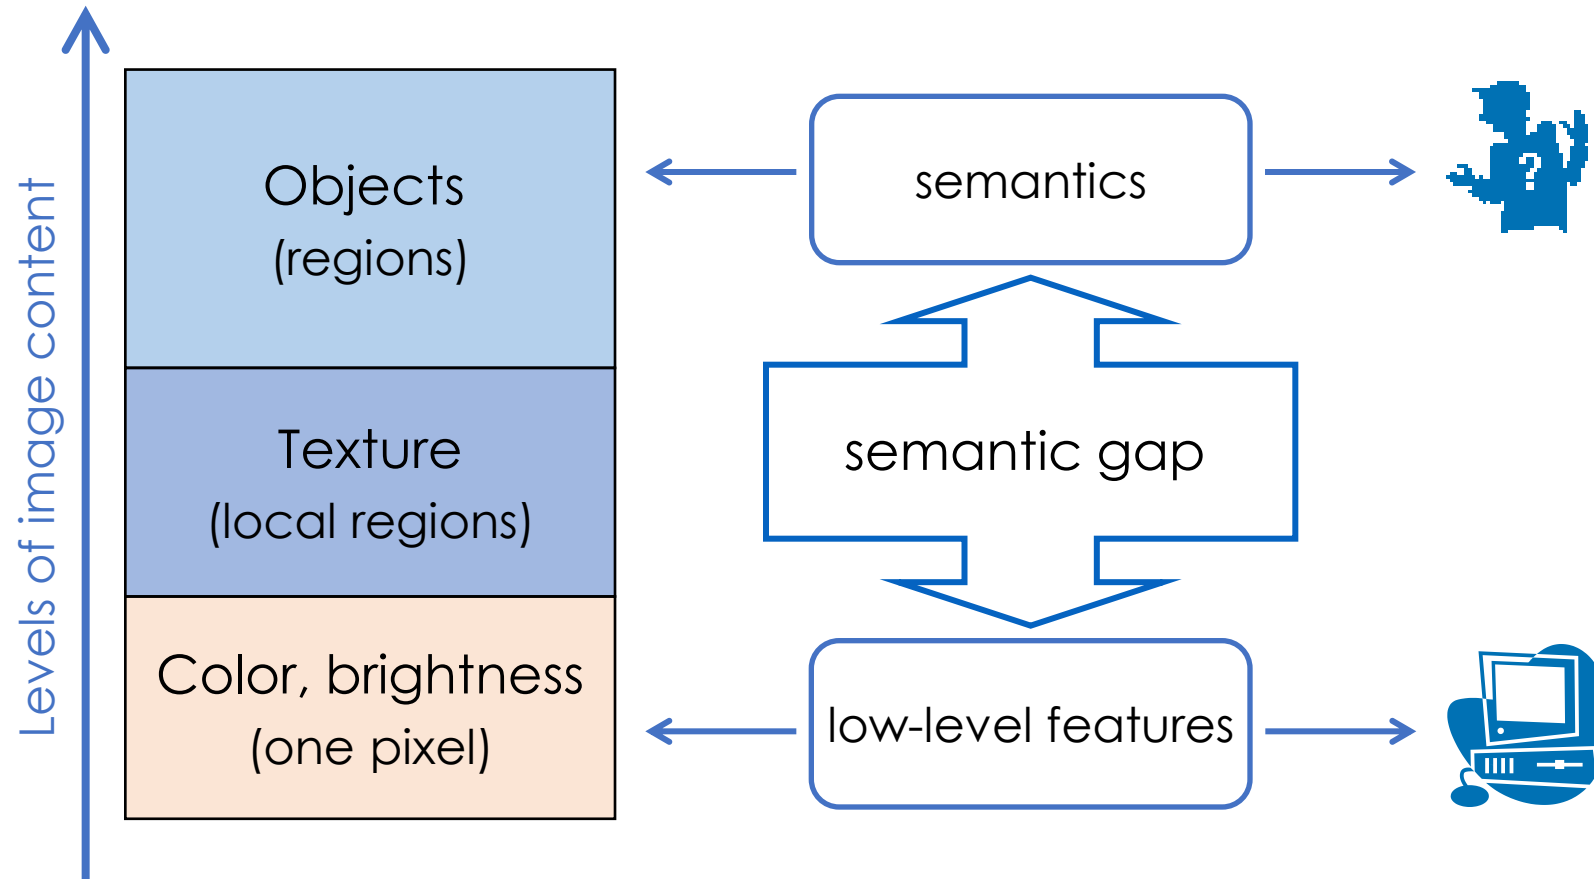 Levels of image content
Objects
(regions)
Texture
(local regions)
Color, brightness
(one pixel)
semantics
semantic gap
low-level features